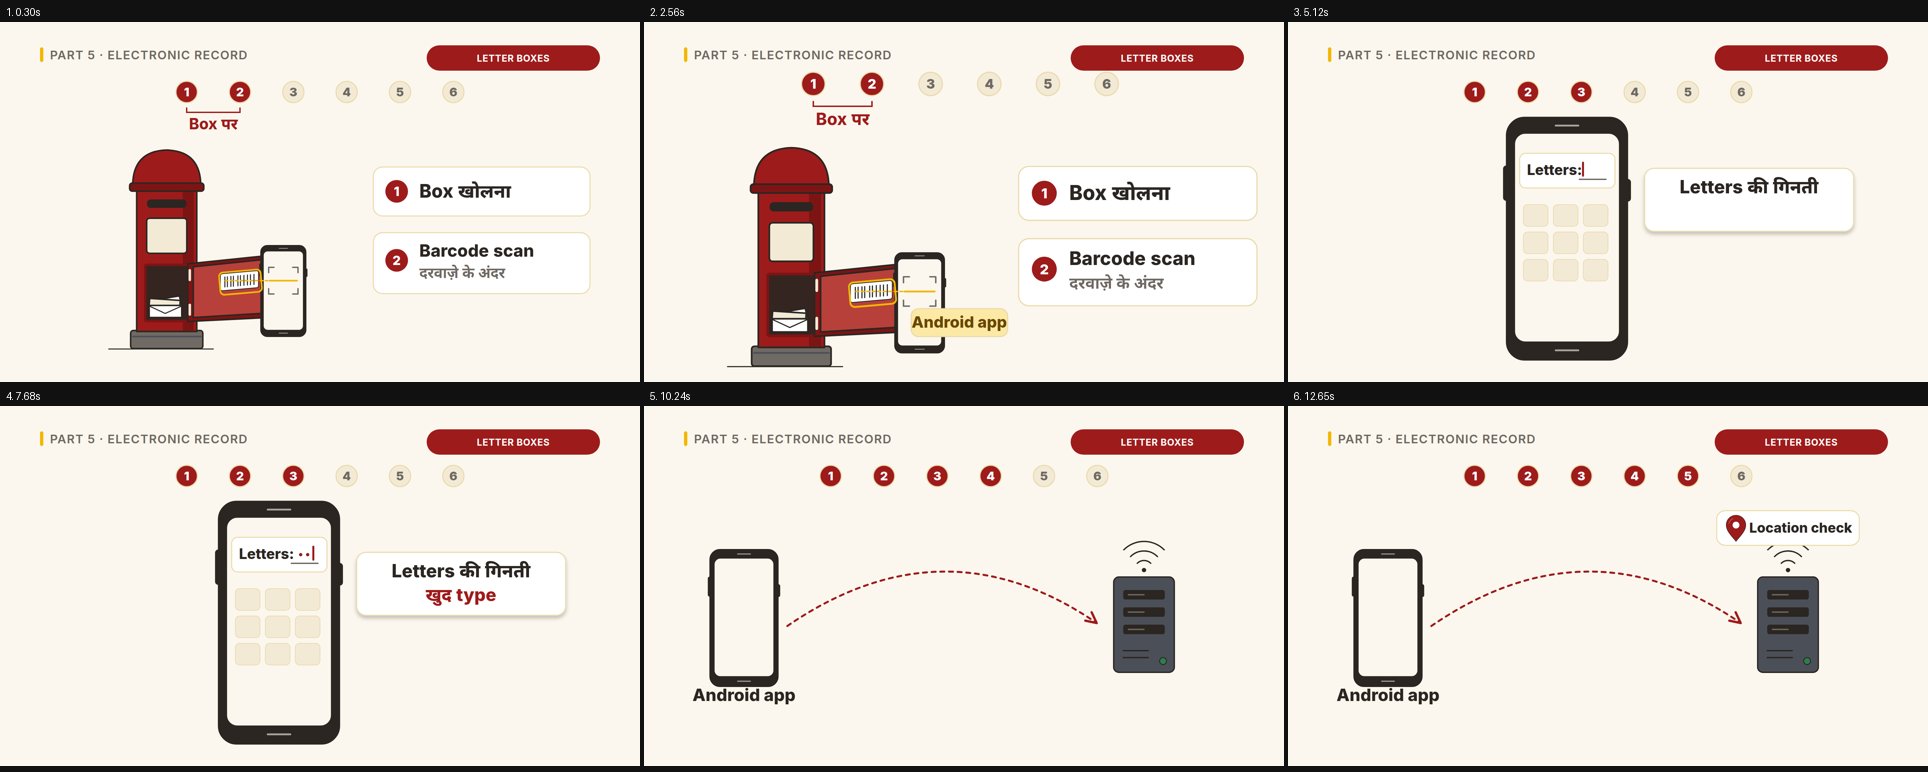 1. 0.30s
PART 5 · ELECTRONIC RECORD
LETTER BOXES
1 2 3 4 5 6
Box पर
1 Box खोलना
2 Barcode scan
दरवाज़े के अंदर
2. 2.56s
PART 5 · ELECTRONIC RECORD
LETTER BOXES
1 2 3 4 5 6
Box पर
1 Box खोलना
2 Barcode scan
दरवाज़े के अंदर
Android app
3. 5.12s
PART 5 · ELECTRONIC RECORD
LETTER BOXES
1 2 3 4 5 6
Letters:
Letters की गिनती
4. 7.68s
PART 5 · ELECTRONIC RECORD
LETTER BOXES
1 2 3 4 5 6
Letters:
Letters की गिनती
खुद type
5. 10.24s
PART 5 · ELECTRONIC RECORD
LETTER BOXES
1 2 3 4 5 6
Android app
6. 12.65s
PART 5 · ELECTRONIC RECORD
LETTER BOXES
1 2 3 4 5 6
Location check
Android app